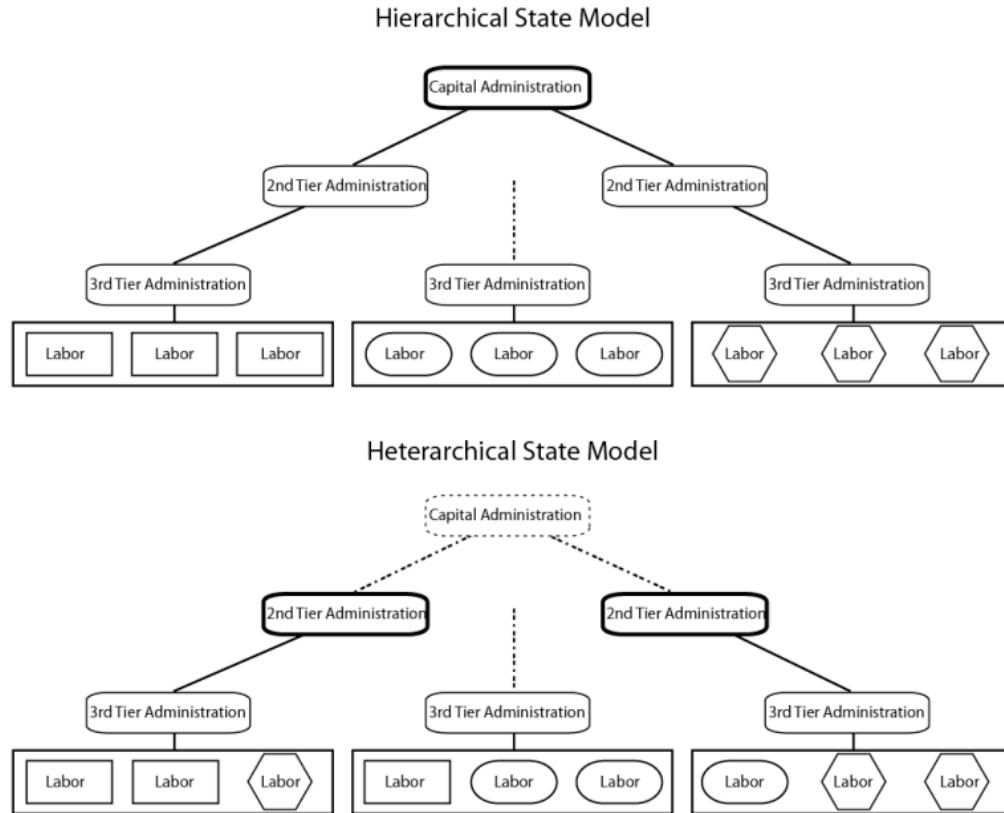 Hierarchical State Model
Capital Administration
2nd Tier Administration 2nd Tier Administration
3rd Tier Administration 3rd Tier Administration 3rd Tier Administration
Labor Labor Labor Labor Labor Labor Labor Labor Labor
Heterarchical State Model
Capital Administration
2nd Tier Administration 2nd Tier Administration
3rd Tier Administration 3rd Tier Administration 3rd Tier Administration
Labor Labor Labor Labor Labor Labor Labor Labor Labor